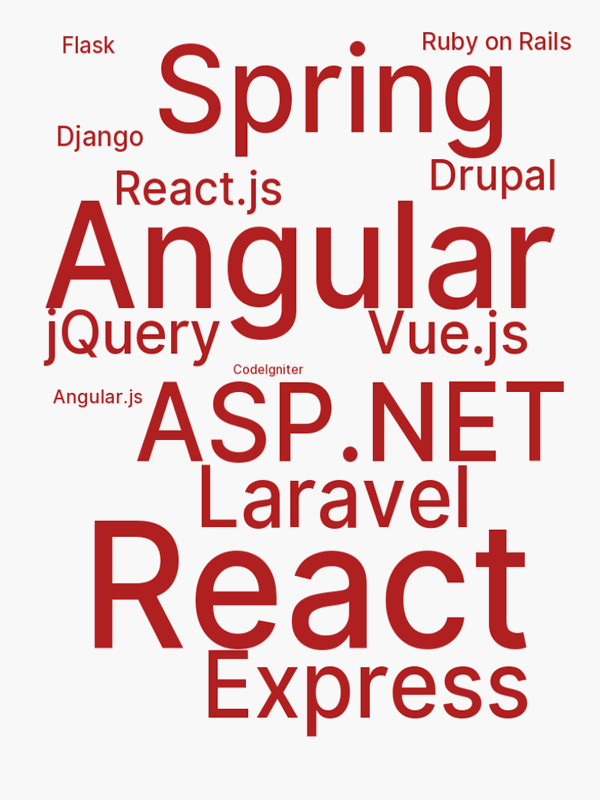 Flask
Ruby on Rails
Spring
Django
Drupal
React.js
Angular
jQuery
Vue.js
CodeIgniter
Angular.js
ASP.NET
Laravel
React
Express